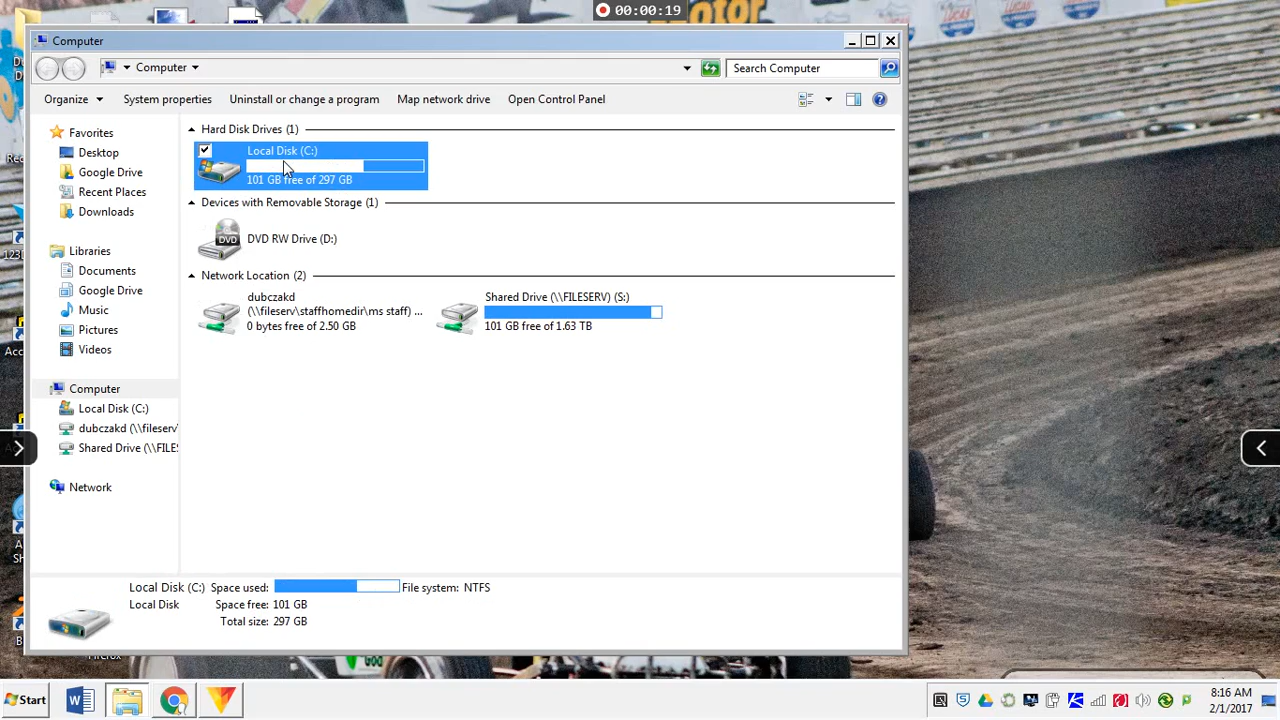 00:00:19
otor
LUCAS
LUCAS
Computer
Computer
Search Computer
Organize System properties Uninstall or change a program Map network drive Open Control Panel
Favorites
Desktop
Google Drive
Recent Places
Downloads
Libraries
Documents
Google Drive
Music
Pictures
Videos
Computer
Local Disk (C:)
dubczakd (\\fileserv
Shared Drive (\\FILE
Network
Hard Disk Drives (1)
Local Disk (C:)
101 GB free of 297 GB
Devices with Removable Storage (1)
DVD
DVD RW Drive (D:)
Network Location (2)
dubczakd
(\\fileserv\staffhomedir\ms staff) ...
0 bytes free of 2.50 GB
Shared Drive (\\FILESERV) (S:)
101 GB free of 1.63 TB
Local Disk (C:) Space used: File system: NTFS
Local Disk Space free: 101 GB
Total size: 297 GB
Start
8:16 AM
2/1/2017